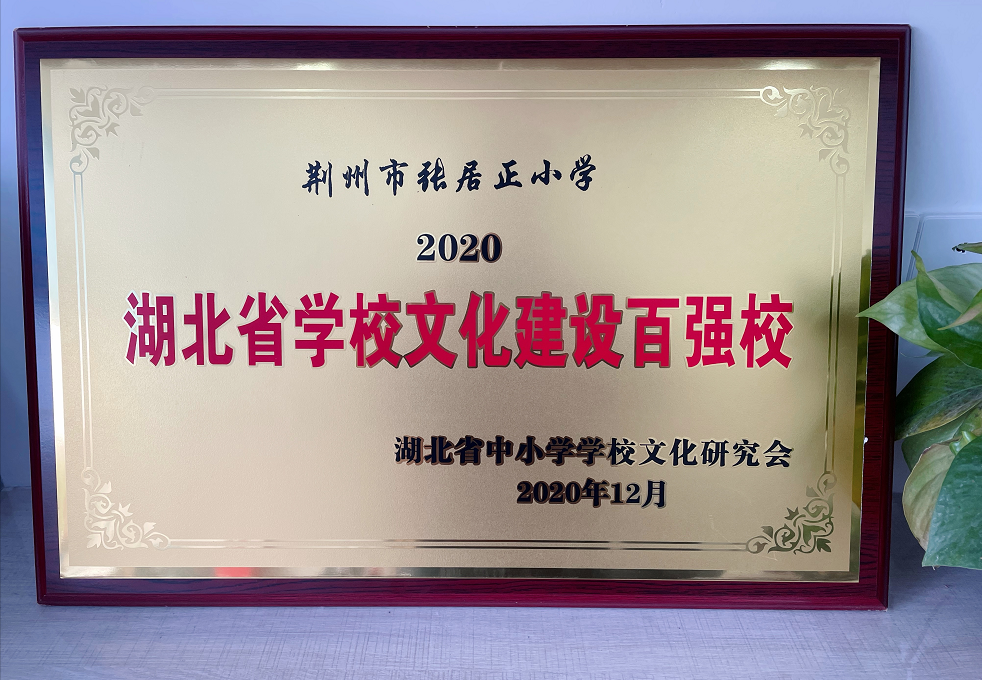 荆州市张居正小学
2020
湖北省学校文化建设百强校
湖北省中小学学校文化研究会
2020年12月